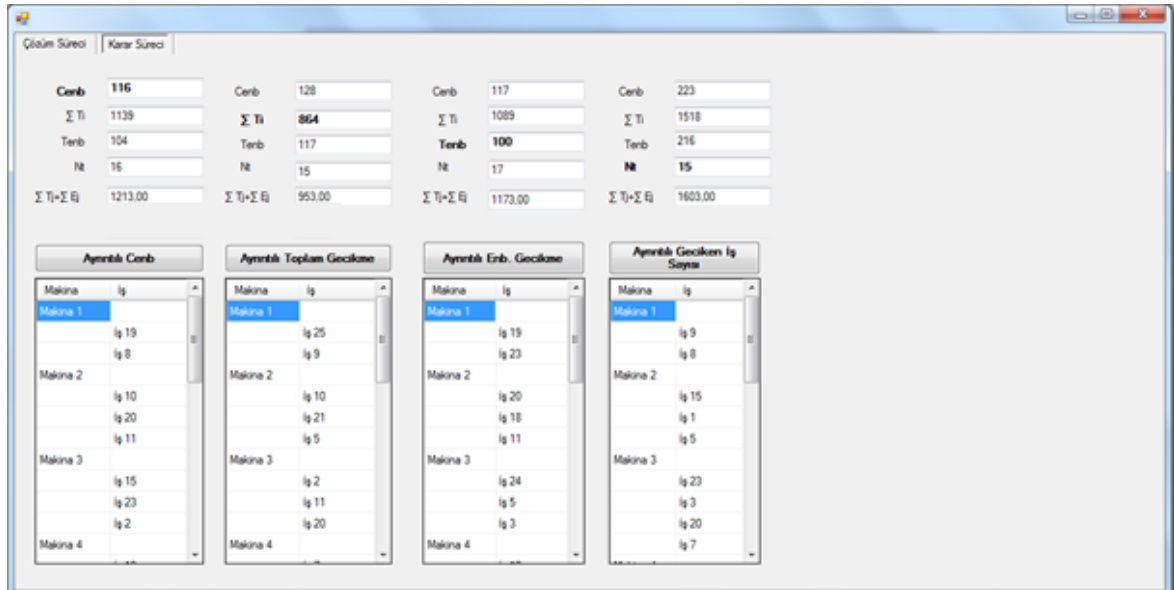 Çözüm Süreci Karar Süreci
Cenb 116 Cenb 128 Cenb 117 Cenb 223
∑ Ti 1139 ∑ Ti 864 ∑ Ti 1089 ∑ Ti 1518
Tenb 104 Tenb 117 Tenb 100 Tenb 216
Nt 16 Nt 15 Nt 17 Nt 15
∑ Tj+∑ Ej 1213,00 ∑ Tj+∑ Ej 953,00 ∑ Tj+∑ Ej 1173,00 ∑ Tj+∑ Ej 1603,00
Ayrıntılı Cenb Ayrıntılı Toplam Gecikme Ayrıntılı Enb. Gecikme Ayrıntılı Geciken İş
Sayısı
Makina İş Makina İş Makina İş Makina İş
Makina 1 Makina 1 Makina 1 Makina 1
İş 19 İş 25 İş 19 İş 9
İş 8 İş 9 İş 23 İş 8
Makina 2 Makina 2 Makina 2 Makina 2
İş 10 İş 10 İş 20 İş 15
İş 20 İş 21 İş 18 İş 1
İş 11 İş 5 İş 11 İş 5
Makina 3 Makina 3 Makina 3 Makina 3
İş 15 İş 2 İş 24 İş 23
İş 23 İş 11 İş 5 İş 3
İş 2 İş 20 İş 3 İş 20
Makina 4 Makina 4 Makina 4 İş 7